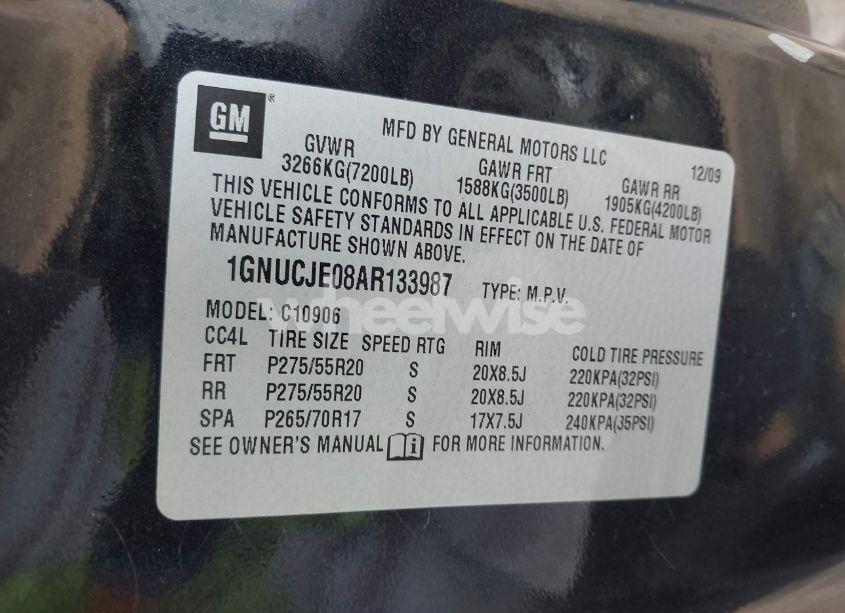 GM ®
MFD BY GENERAL MOTORS LLC
12/09
GVWR GAWR FRT GAWR RR
3266KG(7200LB) 1588KG(3500LB) 1905KG(4200LB)
THIS VEHICLE CONFORMS TO ALL APPLICABLE U.S. FEDERAL MOTOR
VEHICLE SAFETY STANDARDS IN EFFECT ON THE DATE OF
MANUFACTURE SHOWN ABOVE.
1GNUCJE08AR133987 TYPE: M.P.V.
wheelwise
MODEL: C10906
CC4L TIRE SIZE SPEED RTG RIM COLD TIRE PRESSURE
FRT P275/55R20 S 20X8.5J 220KPA(32PSI)
RR P275/55R20 S 20X8.5J 220KPA(32PSI)
SPA P265/70R17 S 17X7.5J 240KPA(35PSI)
SEE OWNER'S MANUAL i FOR MORE INFORMATION.